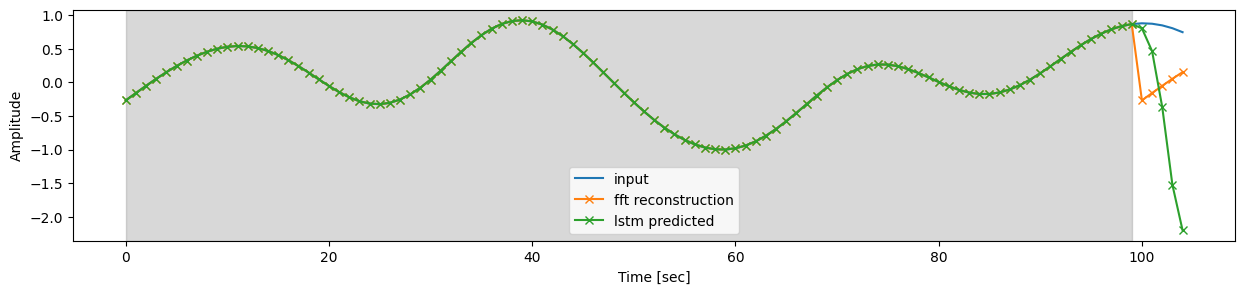 1.0
0.5
0.0
−0.5
−1.0
−1.5
−2.0
Amplitude
input
fft reconstruction
lstm predicted
0 20 40 60 80 100
Time [sec]